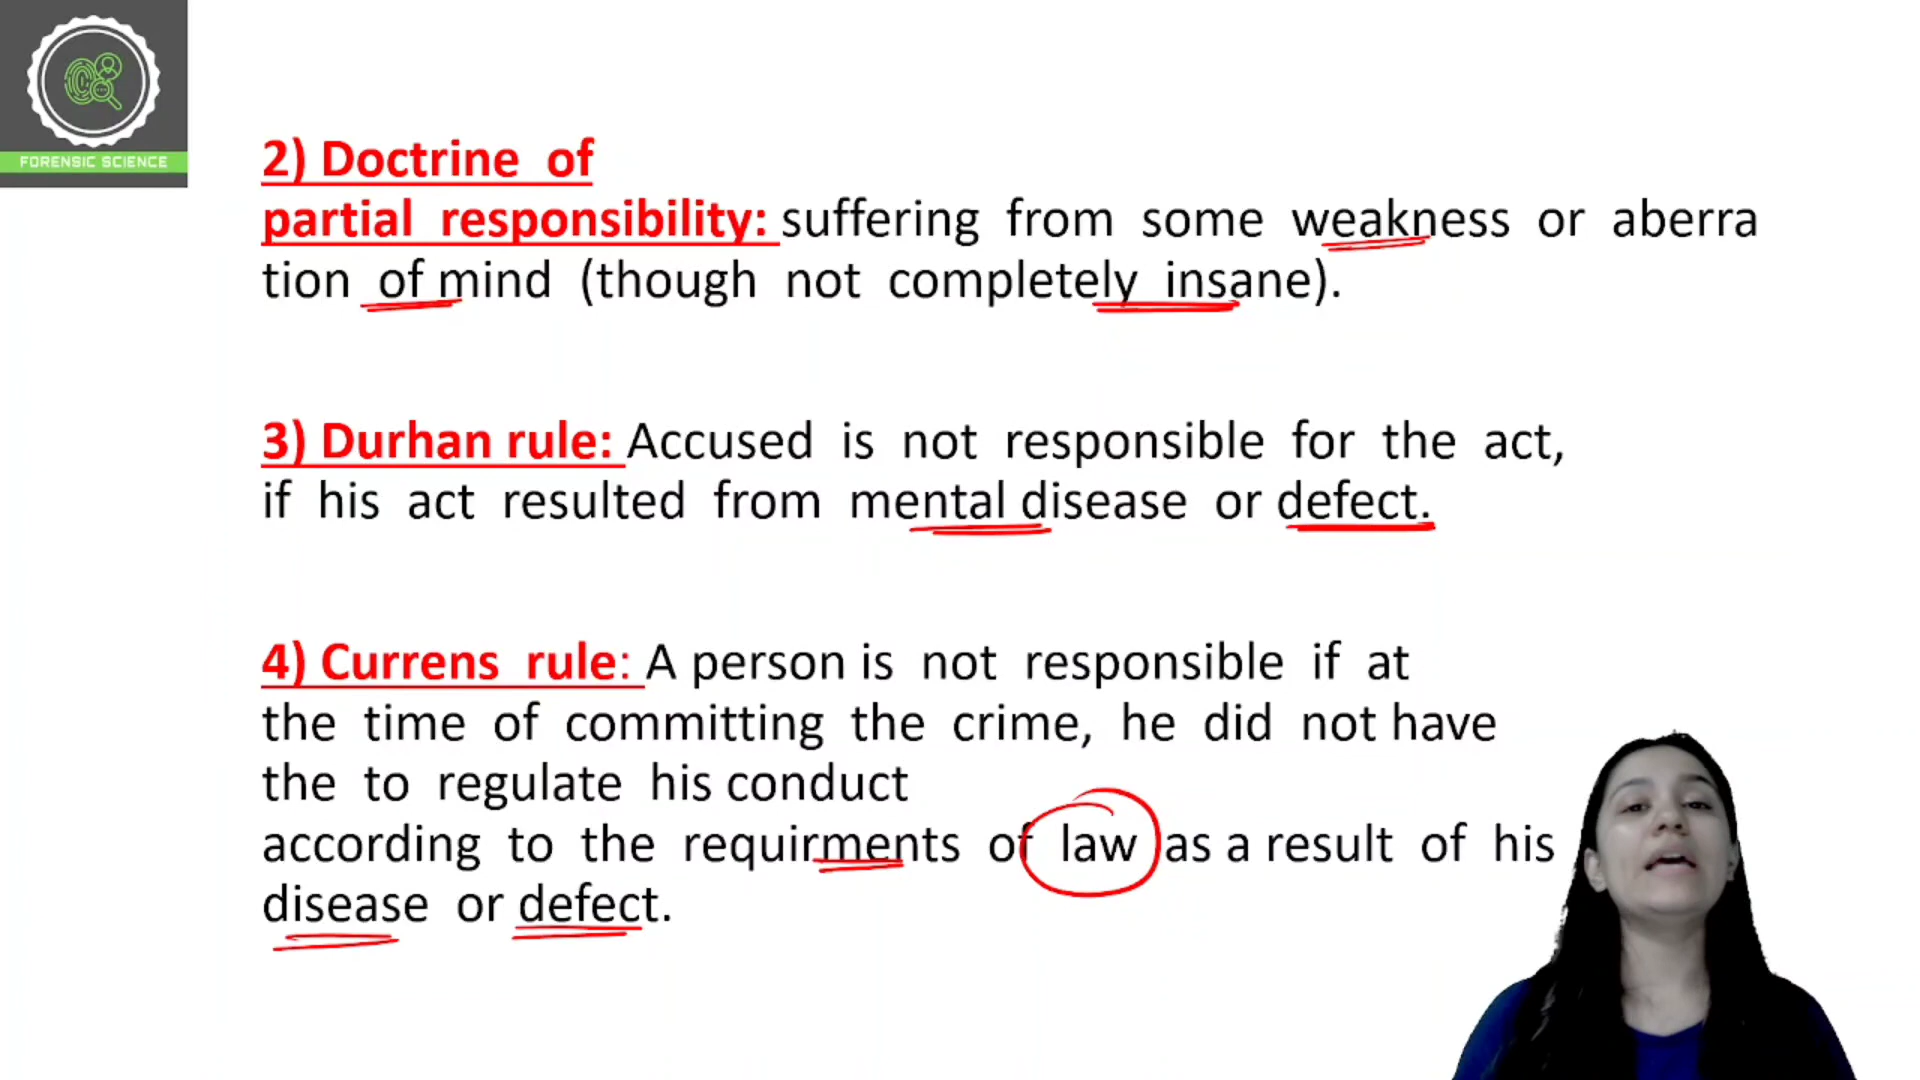 FORENSIC SCIENCE
2) Doctrine of
partial responsibility: suffering from some weakness or aberra
tion of mind (though not completely insane).
3) Durhan rule: Accused is not responsible for the act,
if his act resulted from mental disease or defect.
4) Currens rule: A person is not responsible if at
the time of committing the crime, he did not have
the to regulate his conduct
according to the requirments of law as a result of his
disease or defect.